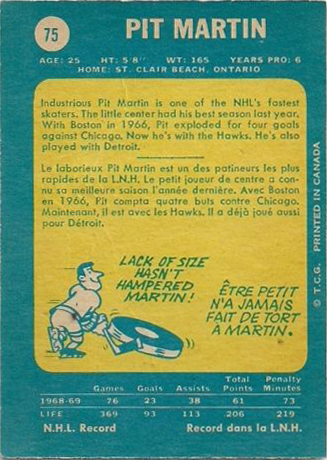 75 PIT MARTIN
AGE: 25 HT: 5'8" WT: 165 YEARS PRO: 6
HOME: ST. CLAIR BEACH, ONTARIO
Industrious Pit Martin is one of the NHL's fastest
skaters. The little center had his best season last year.
With Boston in 1966, Pit exploded for four goals
against Chicago. Now he's with the Hawks. He's also
played with Detroit.
Le laborieux Pit Martin est un des patineurs les plus
rapides de la L.N.H. Le petit joueur de centre a con-
nu sa meilleure saison l'année dernière. Avec Boston
en 1966, Pit compta quatre buts contre Chicago.
Maintenant, il est avec les Hawks. Il a déjà joué aussi
pour Détroit.
LACK OF SIZE
HASN'T
HAMPERED
MARTIN!
ÊTRE PETIT
N'A JAMAIS
FAIT DE TORT
A MARTIN.
© T.C.G. PRINTED IN CANADA
Games Goals Assists Total Points Penalty Minutes
1968-69 76 23 38 61 73
LIFE 369 93 113 206 219
N.H.L. Record Record dans la L.N.H.